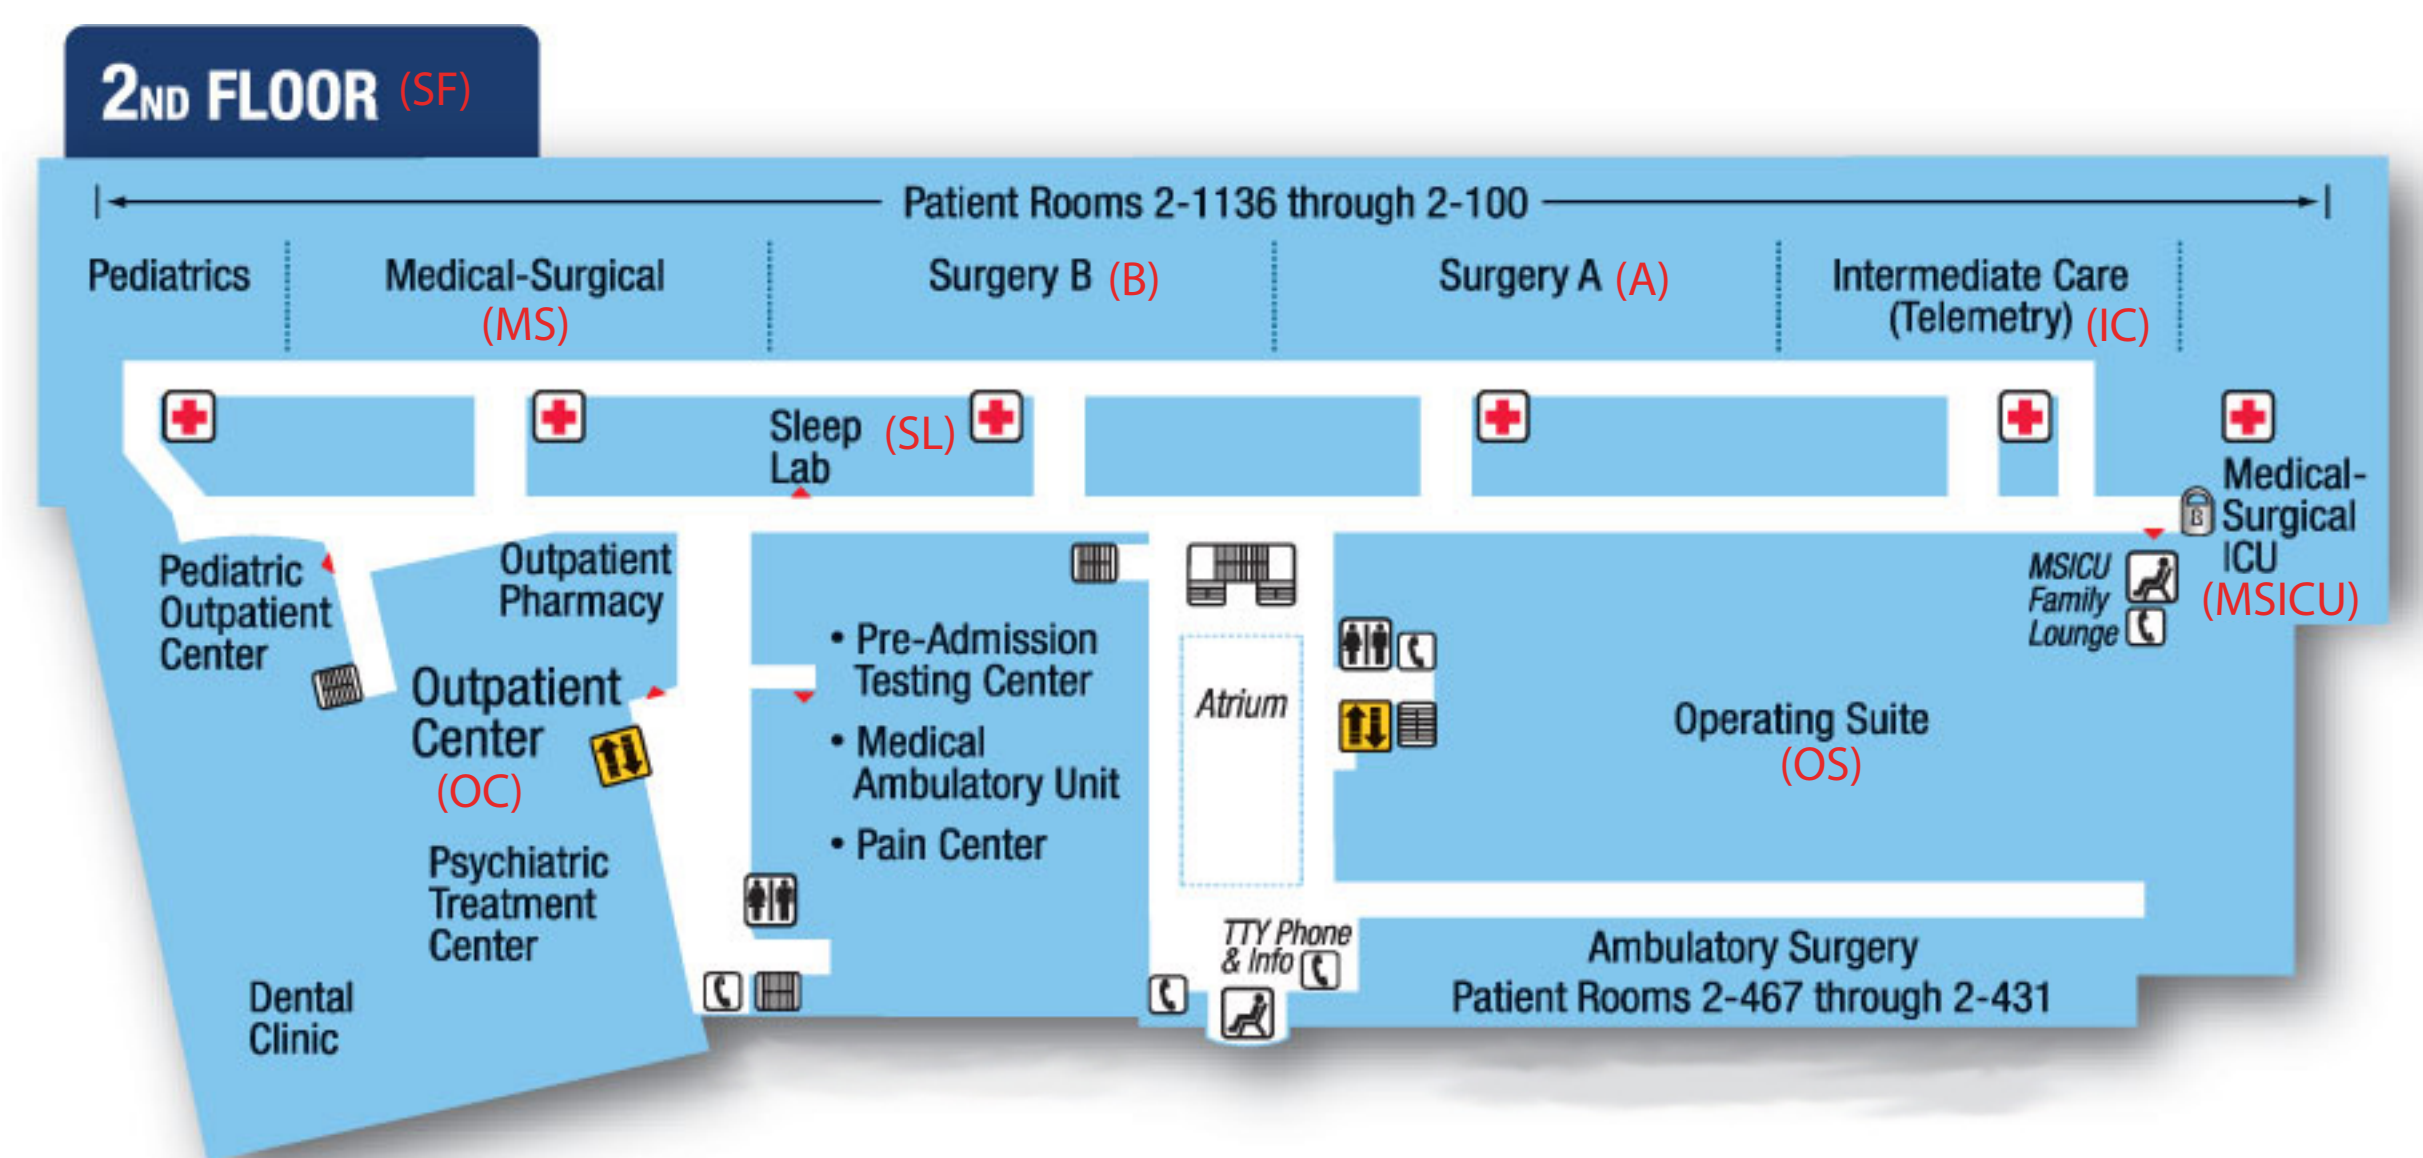 2ND FLOOR (SF)
Patient Rooms 2-1136 through 2-100
Pediatrics
Medical-Surgical
(MS)
Surgery B (B)
Surgery A (A)
Intermediate Care
(Telemetry) (IC)
Sleep (SL)
Lab
Medical-
Surgical
ICU
(MSICU)
B
MSICU
Family
Lounge
Pediatric
Outpatient
Center
Outpatient
Pharmacy
Outpatient
Center
(OC)
• Pre-Admission
Testing Center
• Medical
Ambulatory Unit
• Pain Center
Atrium
Operating Suite
(OS)
Psychiatric
Treatment
Center
Dental
Clinic
TTY Phone
& Info
Ambulatory Surgery
Patient Rooms 2-467 through 2-431